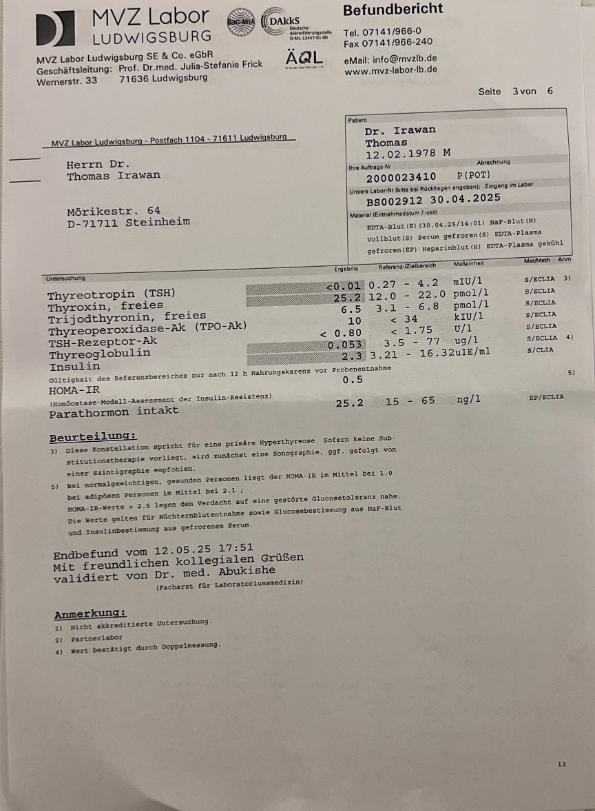 MVZ Labor
LUDWIGSBURG
DAkkS
Deutsche
Akkreditierungsstelle
ÄQL
Befundbericht
MVZ Labor Ludwigsburg SE & Co. eGbR
Geschäftsleitung: Prof. Dr.med. Julia-Stefanie Frick
Wernerstr. 33 71636 Ludwigsburg
Tel. 07141/966-0
Fax 07141/966-240
eMail: info@mvzlb.de
www.mvz-labor-lb.de
Seite 3 von 6
MVZ Labor Ludwigsburg - Postfach 1104 - 71611 Ludwigsburg
Herrn Dr.
Thomas Irawan
Mörikestr. 64
D-71711 Steinheim
Patient
Dr. Irawan
Thomas
12.02.1978 M
Ihre Auftrags-Nr Abrechnung
2000023410 P(POT)
Unsere Labor-Nr (bitte bei Rückfragen angeben); Eingang im Labor
BS002912 30.04.2025
Material (Entnahmedatum /-zeit)
EDTA-Blut(E)(30.04.25/14:01) NaF-Blut(N)
Vollblut(S) Serum gefroren(S) EDTA-Plasma
gefroren(EP) Heparinblut(H) EDTA-Plasma gekühl
Untersuchung Ergebnis Referenz-/Zielbereich Maßeinheit Mat/Meth Anm
Thyreotropin (TSH) <0.01 0.27 - 4.2 mIU/l S/ECLIA 3)
Thyroxin, freies 25.2 12.0 - 22.0 pmol/l S/ECLIA
Trijodthyronin, freies 6.5 3.1 - 6.8 pmol/l S/ECLIA
Thyreoperoxidase-Ak (TPO-Ak) 10 < 34 kIU/l S/ECLIA
TSH-Rezeptor-Ak < 0.80 < 1.75 U/l S/ECLIA
Thyreoglobulin 0.053 3.5 - 77 ug/l S/ECLIA 4)
Insulin 2.3 3.21 - 16.32 uIE/ml S/CLIA
Gültigkeit des Referenzbereiches nur nach 12 h Nahrungskarenz vor Probenentnahme
HOMA-IR 0.5 5)
(Homöostase-Modell-Assessment der Insulin-Resistenz)
Parathormon intakt 25.2 15 - 65 ng/l EP/ECLIA
Beurteilung:
3) Diese Konstellation spricht für eine primäre Hyperthyreose. Sofern keine Sub-
stitutionstherapie vorliegt, wird zunächst eine Sonographie, ggf. gefolgt von
einer Szintigraphie empfohlen.
5) Bei normalgewichtigen, gesunden Personen liegt der HOMA-IR im Mittel bei 1.0
bei adipösen Personen im Mittel bei 2.1 ;
HOMA-IR-Werte > 2.5 legen den Verdacht auf eine gestörte Glucosetoleranz nahe.
Die Werte gelten für Nüchternblutentnahme sowie Glucosebestimmung aus NaF-Blut
und Insulinbestimmung aus gefrorenem Serum.
Endbefund vom 12.05.25 17:51
Mit freundlichen kollegialen Grüßen
validiert von Dr. med. Abukishe
(Facharzt für Laboratoriumsmedizin)
Anmerkung:
1) Nicht akkreditierte Untersuchung.
2) Partnerlabor
4) Wert bestätigt durch Doppelmessung.
13